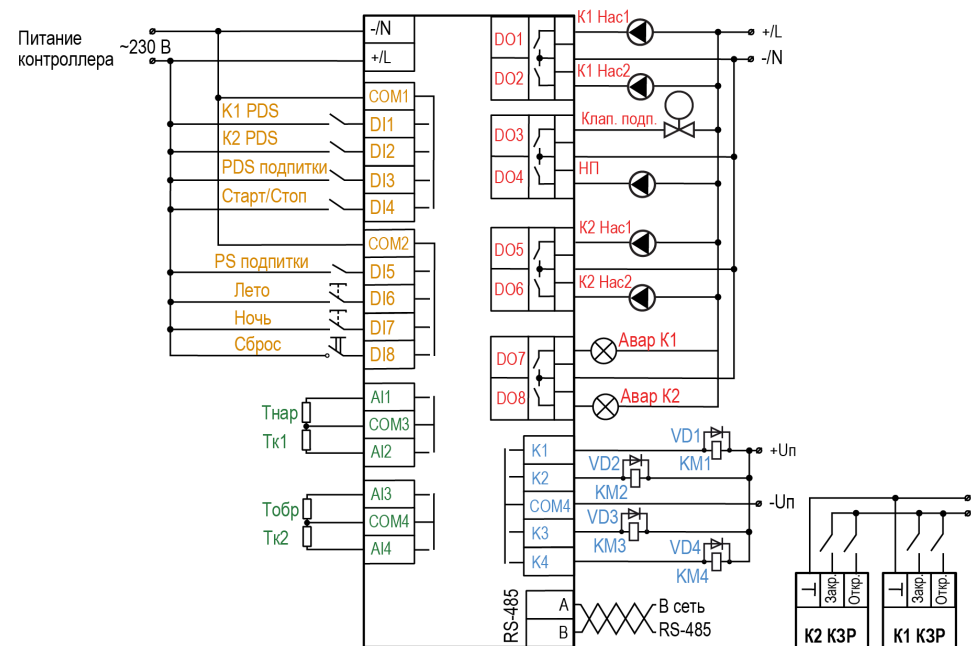 Питание
контроллера
~230 В
-/N
+/L
COM1
K1 PDS
DI1
K2 PDS
DI2
PDS подпитки
DI3
Старт/Стоп
DI4
COM2
PS подпитки
DI5
Лето
DI6
Ночь
DI7
Сброс
DI8
Тнар
Тк1
AI1
COM3
AI2
Тобр
Тк2
AI3
COM4
AI4
DO1
К1 Нас1
+/L
-/N
DO2
К1 Нас2
DO3
Клап. подп.
DO4
НП
DO5
К2 Нас1
DO6
К2 Нас2
DO7
Авар К1
DO8
Авар К2
K1
VD1
KM1
+Uп
K2
VD2
KM2
COM4
-Uп
K3
VD3
KM3
K4
VD4
KM4
RS-485
A
B
В сеть
RS-485
Закр.
Откр.
К2 КЗР
Закр.
Откр.
К1 КЗР